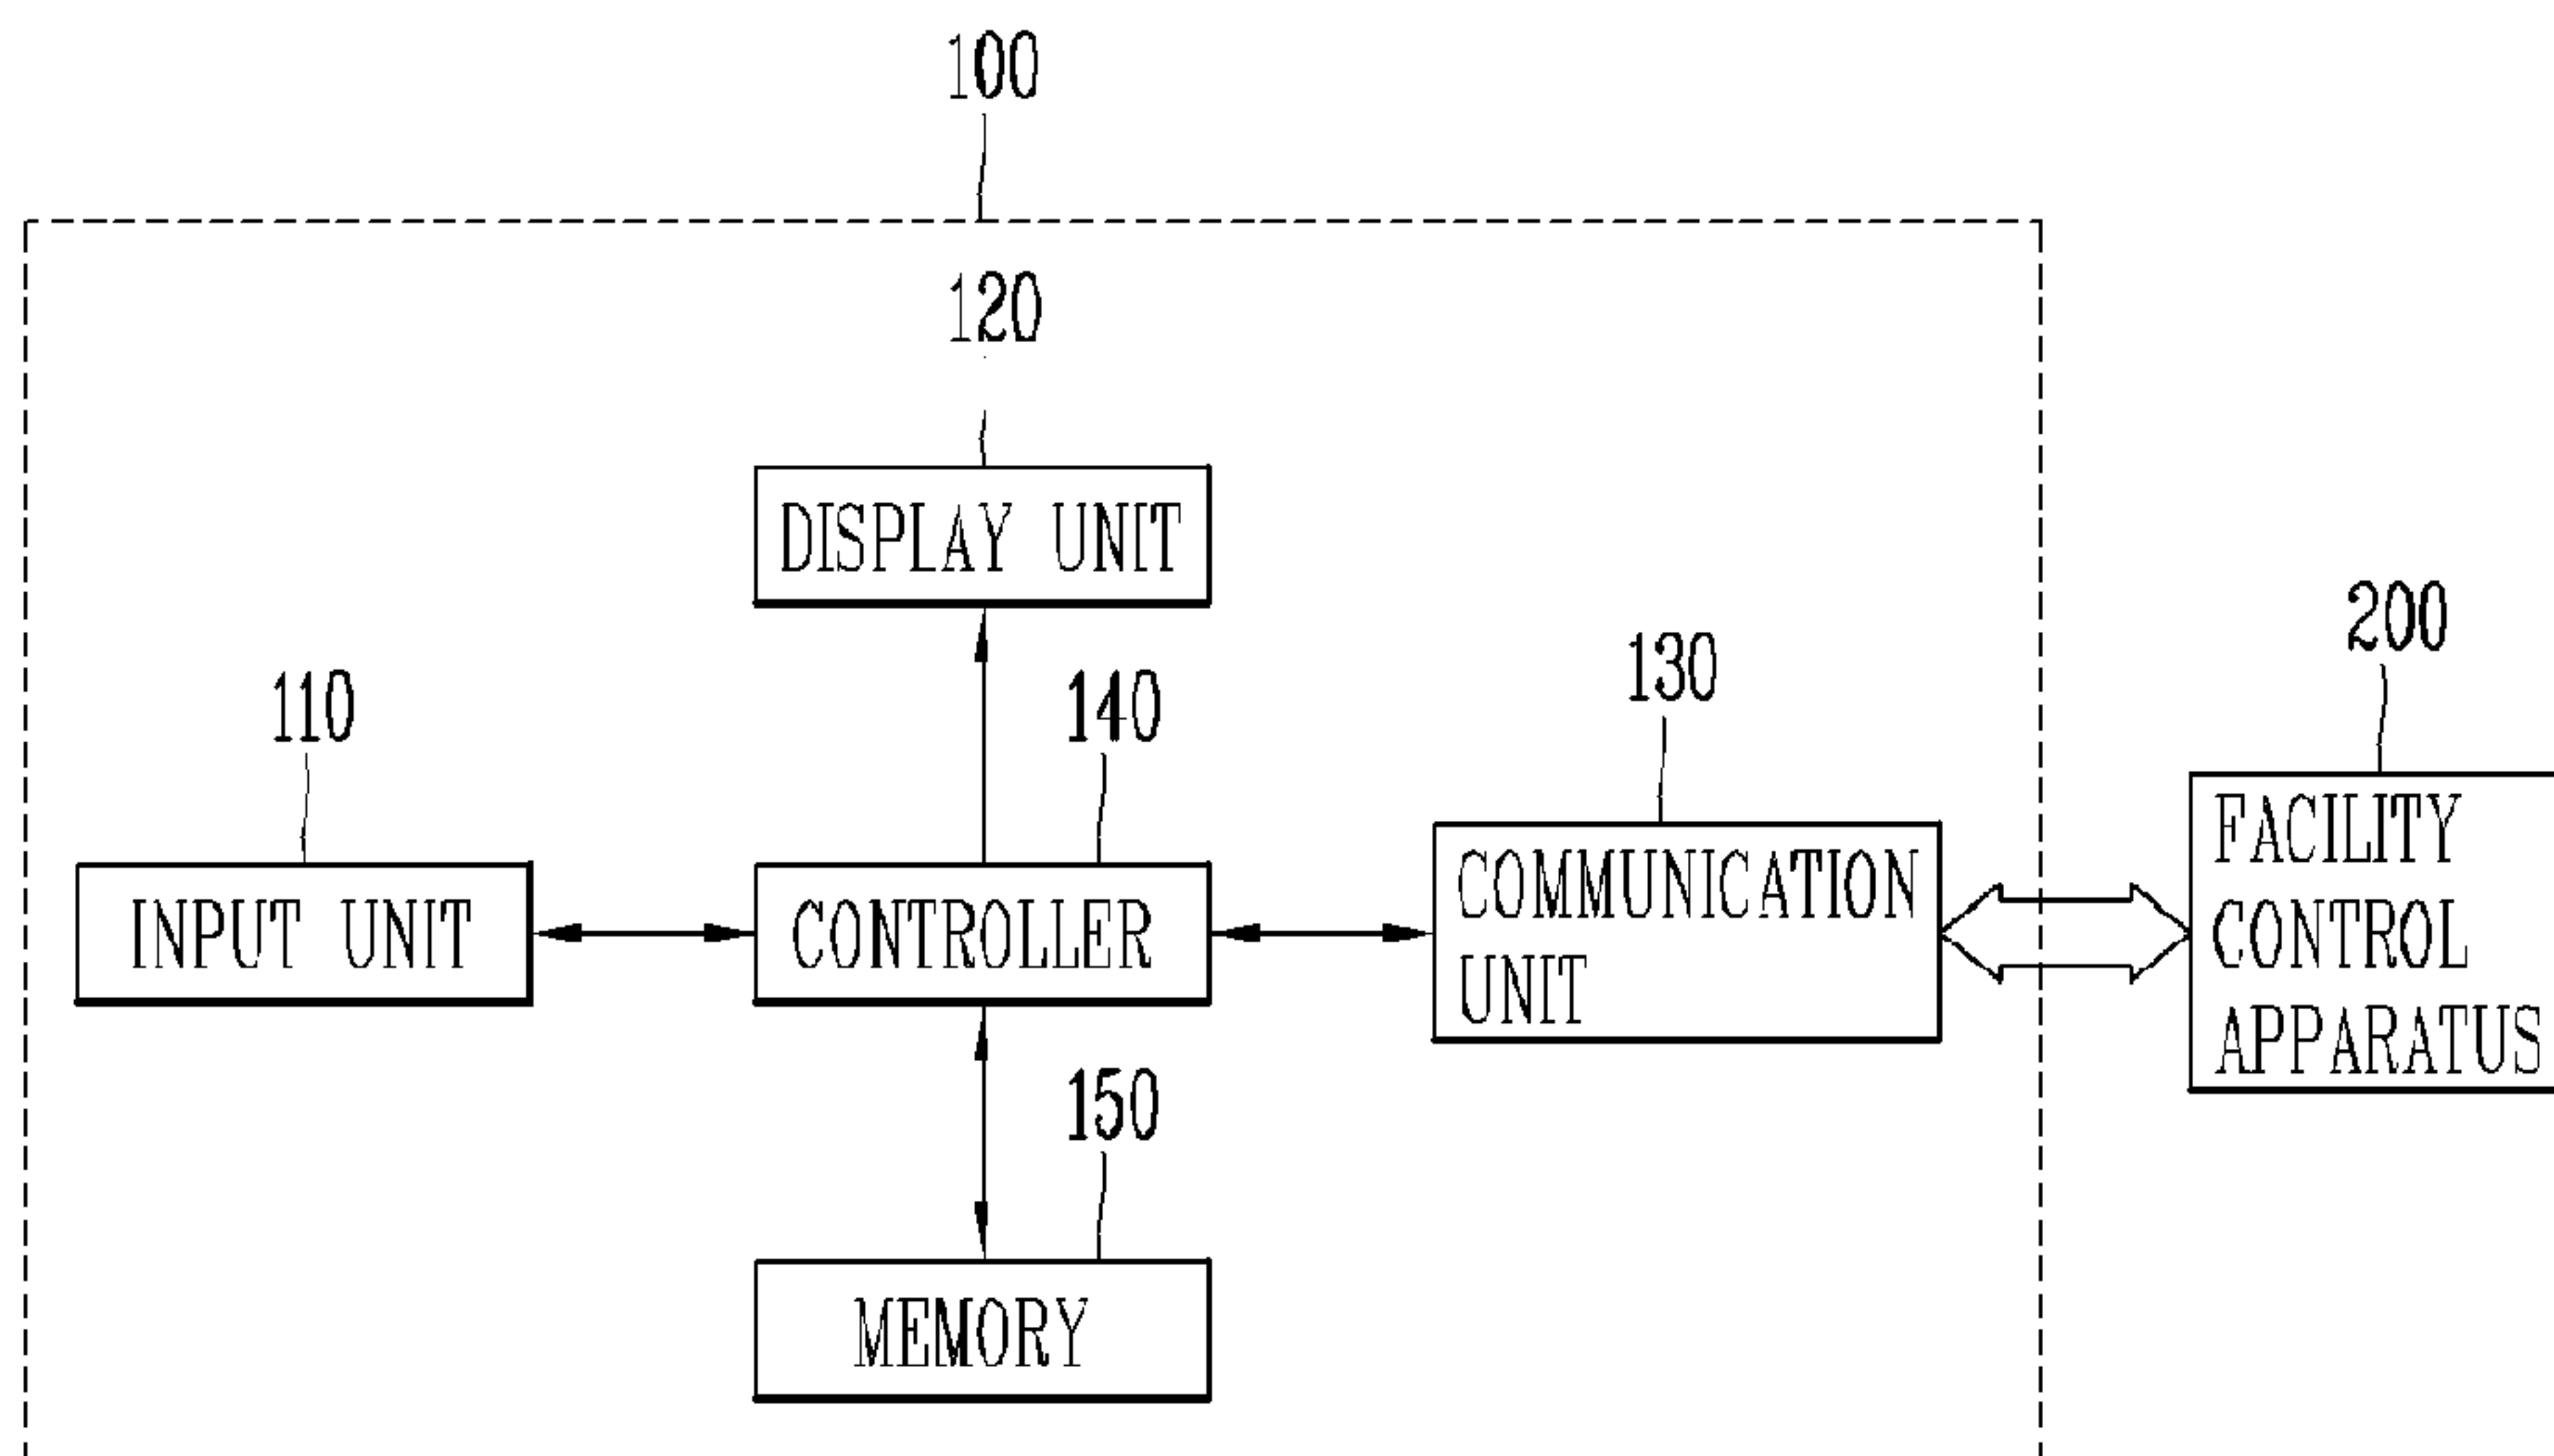 100
120
DISPLAY UNIT
110
140
130
200
INPUT UNIT
CONTROLLER
COMMUNICATION
UNIT
FACILITY
CONTROL
APPARATUS
150
MEMORY